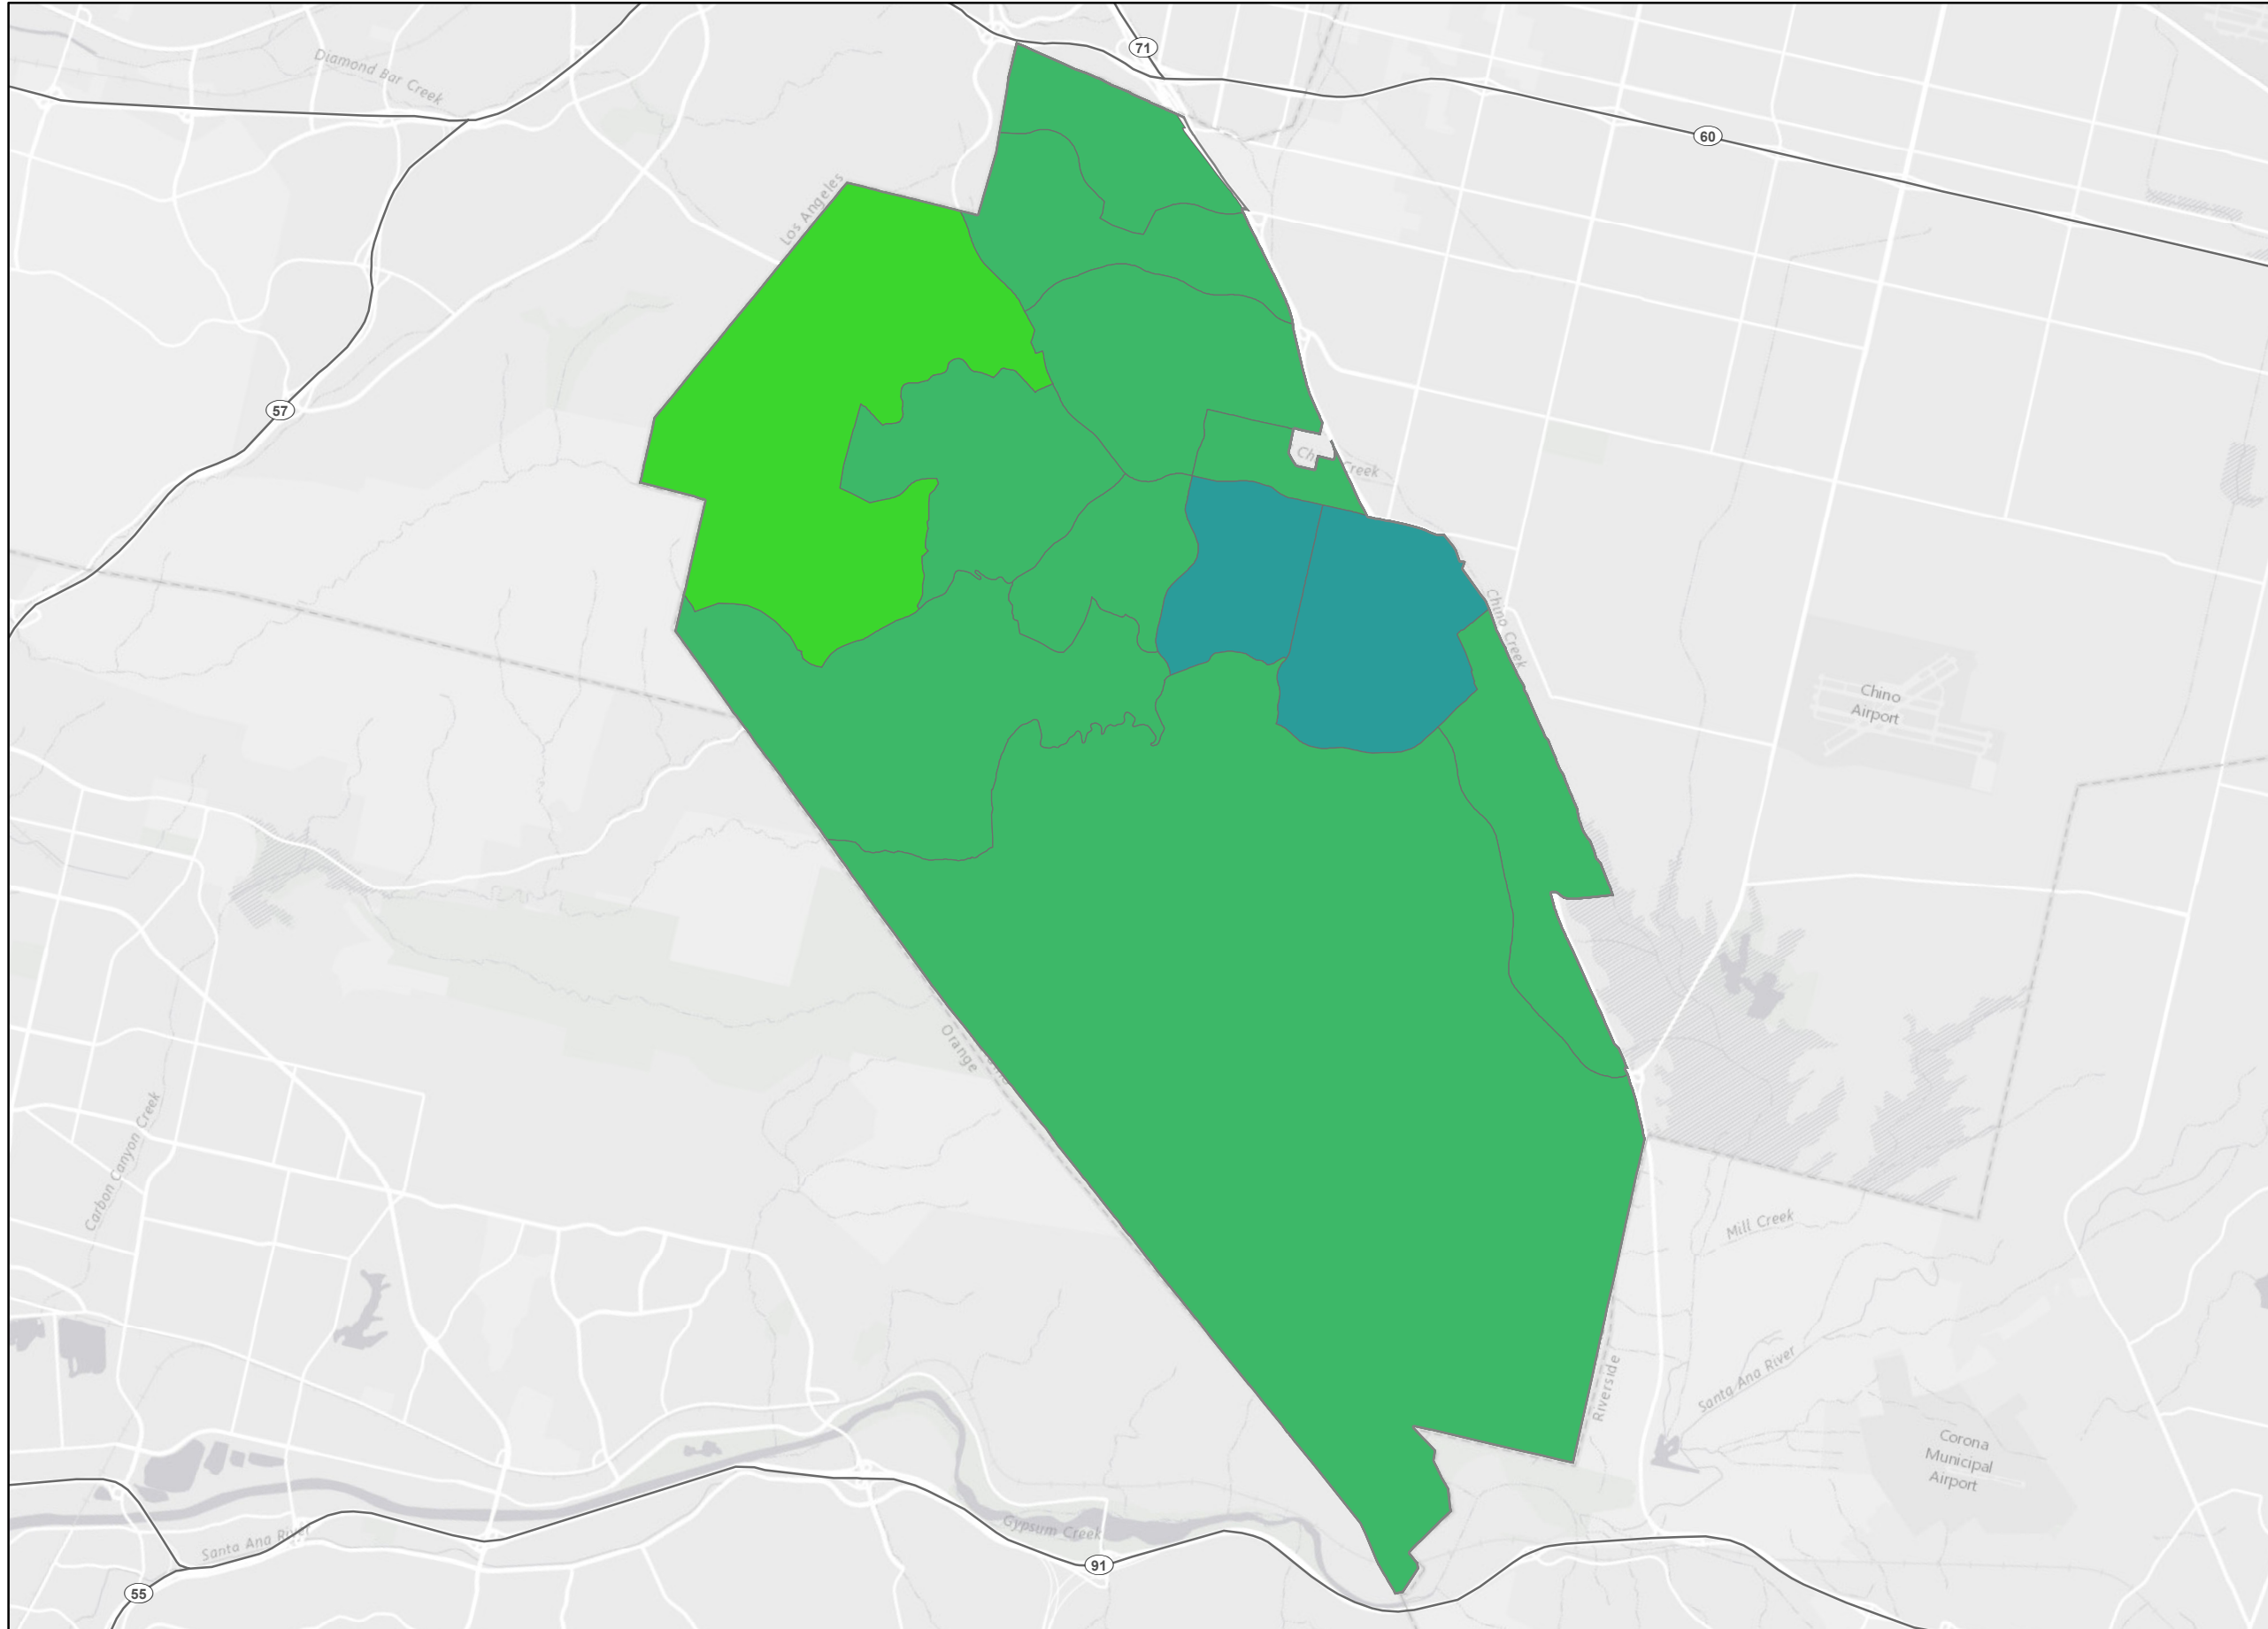 71
Diamond Bar Creek
60
Los Angeles
57
Creek
Chino Creek
Chino
Airport
Orange
Carbon Canyon Creek
Mill Creek
Riverside
Santa Ana River
Corona
Municipal
Airport
Gypsum Creek
Santa Ana River
91
55